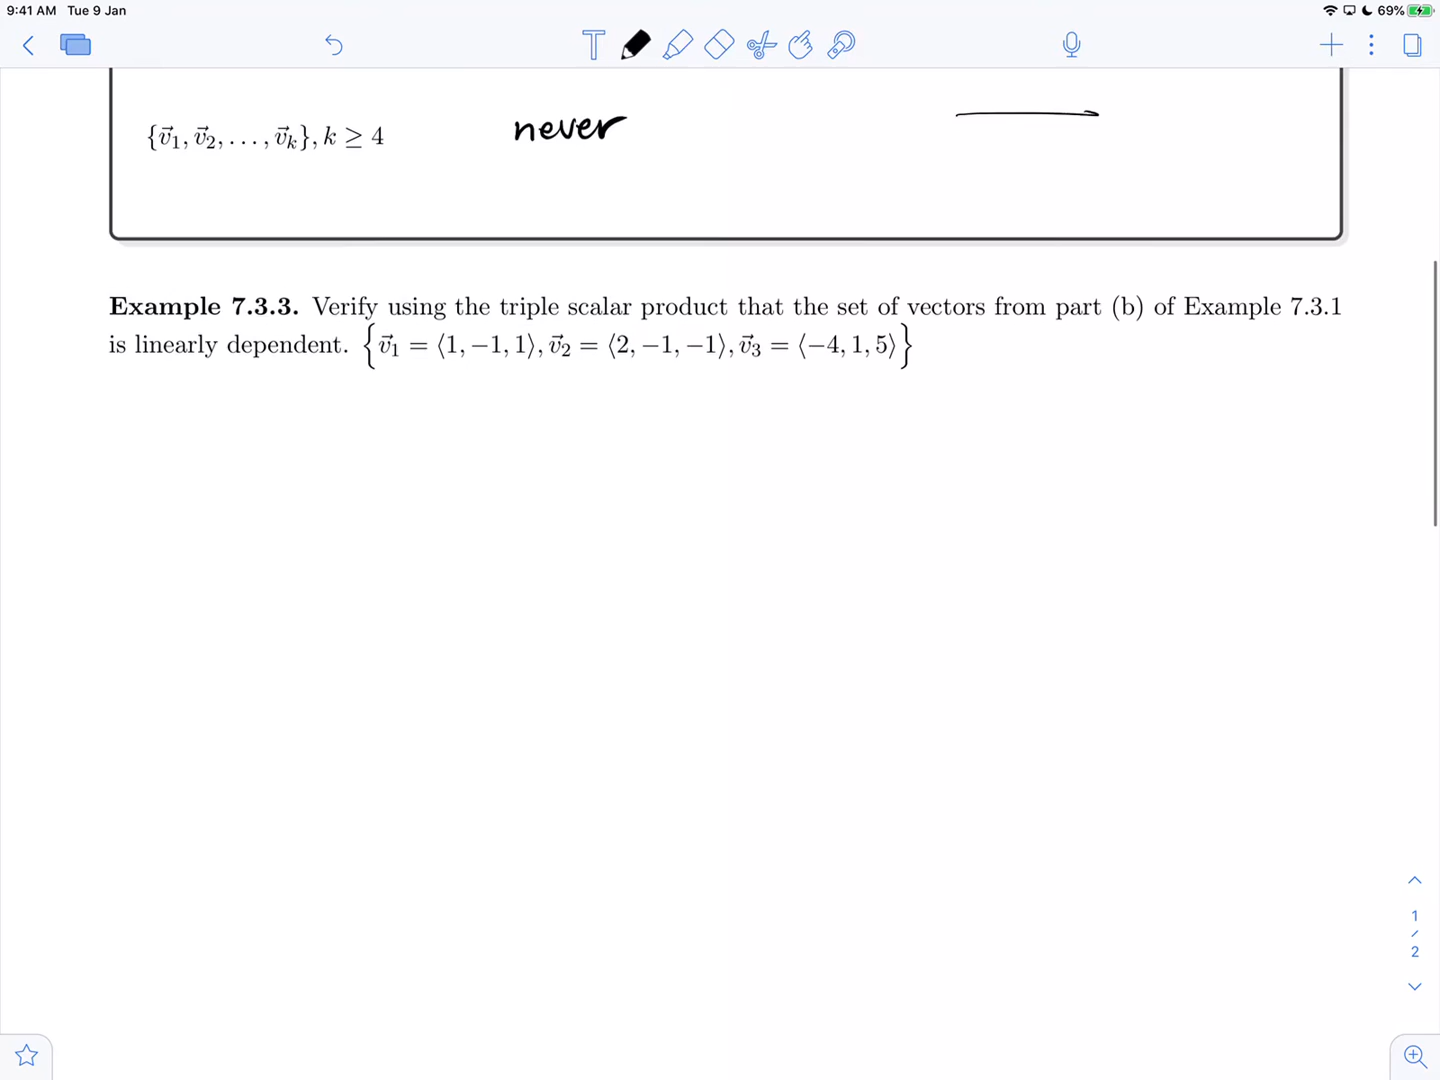 9:41 AM Tue 9 Jan 69%
{v⃗₁, v⃗₂, . . . , v⃗ₖ}, k ≥ 4 never
Example 7.3.3. Verify using the triple scalar product that the set of vectors from part (b) of Example 7.3.1
is linearly dependent. {v⃗₁ = ⟨1, −1, 1⟩, v⃗₂ = ⟨2, −1, −1⟩, v⃗₃ = ⟨−4, 1, 5⟩}
1
/
2